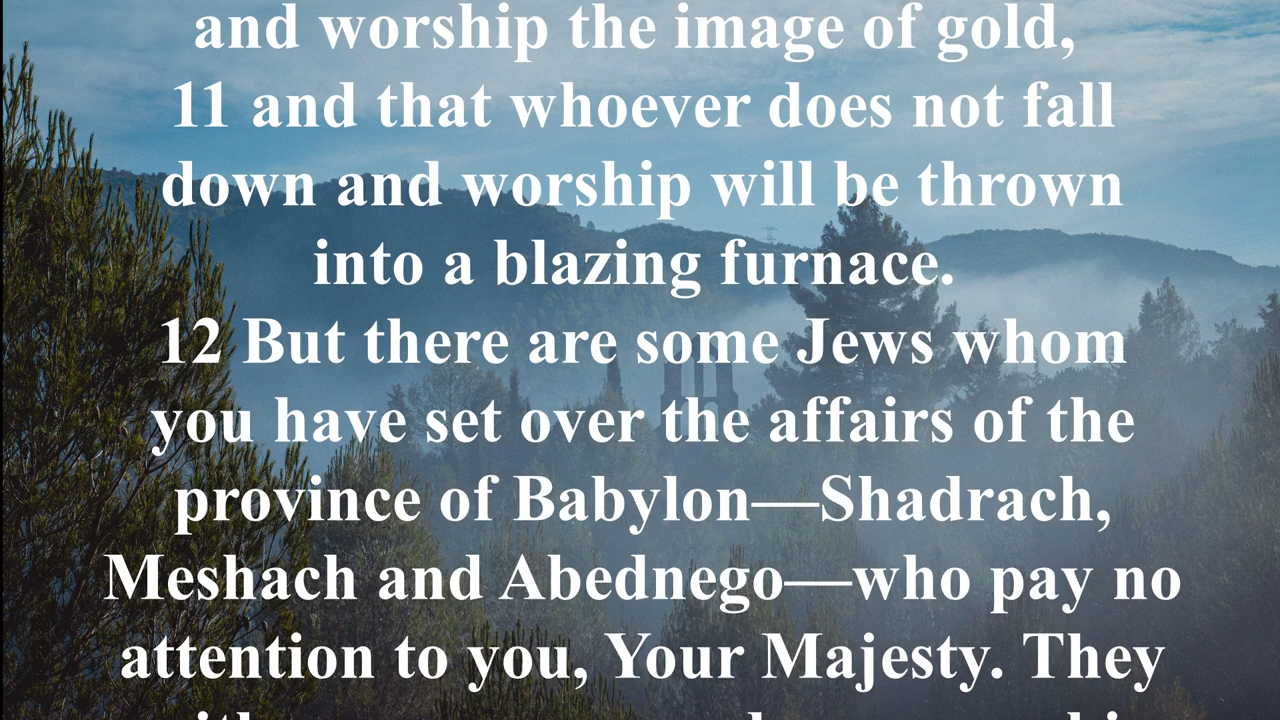 and worship the image of gold,
11 and that whoever does not fall
down and worship will be thrown
into a blazing furnace.
12 But there are some Jews whom
you have set over the affairs of the
province of Babylon—Shadrach,
Meshach and Abednego—who pay no
attention to you, Your Majesty. They